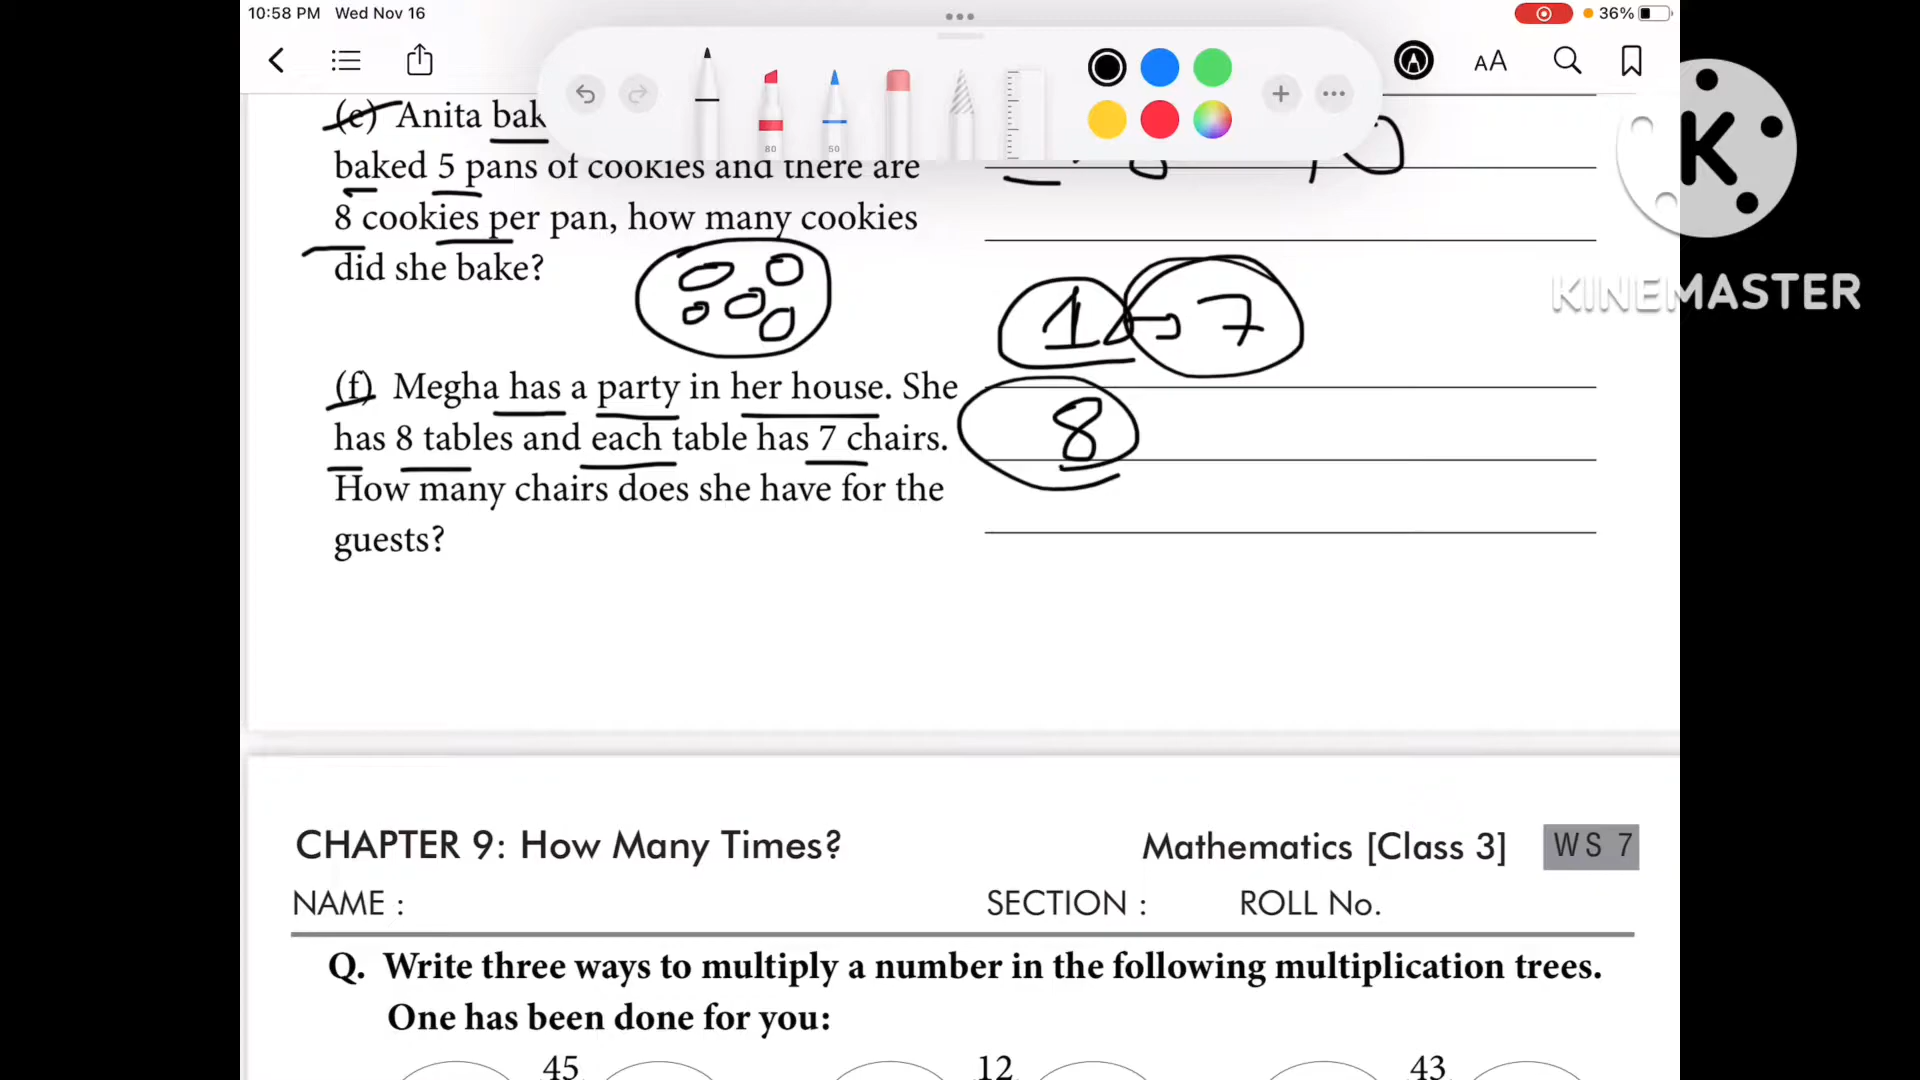 10:58 PM Wed Nov 16
36%
AA
80
50
(e) Anita bak
baked 5 pans of cookies and there are
8 cookies per pan, how many cookies
did she bake?
1 → 7
(f) Megha has a party in her house. She
has 8 tables and each table has 7 chairs.
8
How many chairs does she have for the
guests?
K
KINEMASTER
CHAPTER 9: How Many Times?
Mathematics [Class 3]
WS 7
NAME :
SECTION :
ROLL No.
Q. Write three ways to multiply a number in the following multiplication trees.
One has been done for you:
45
12
43